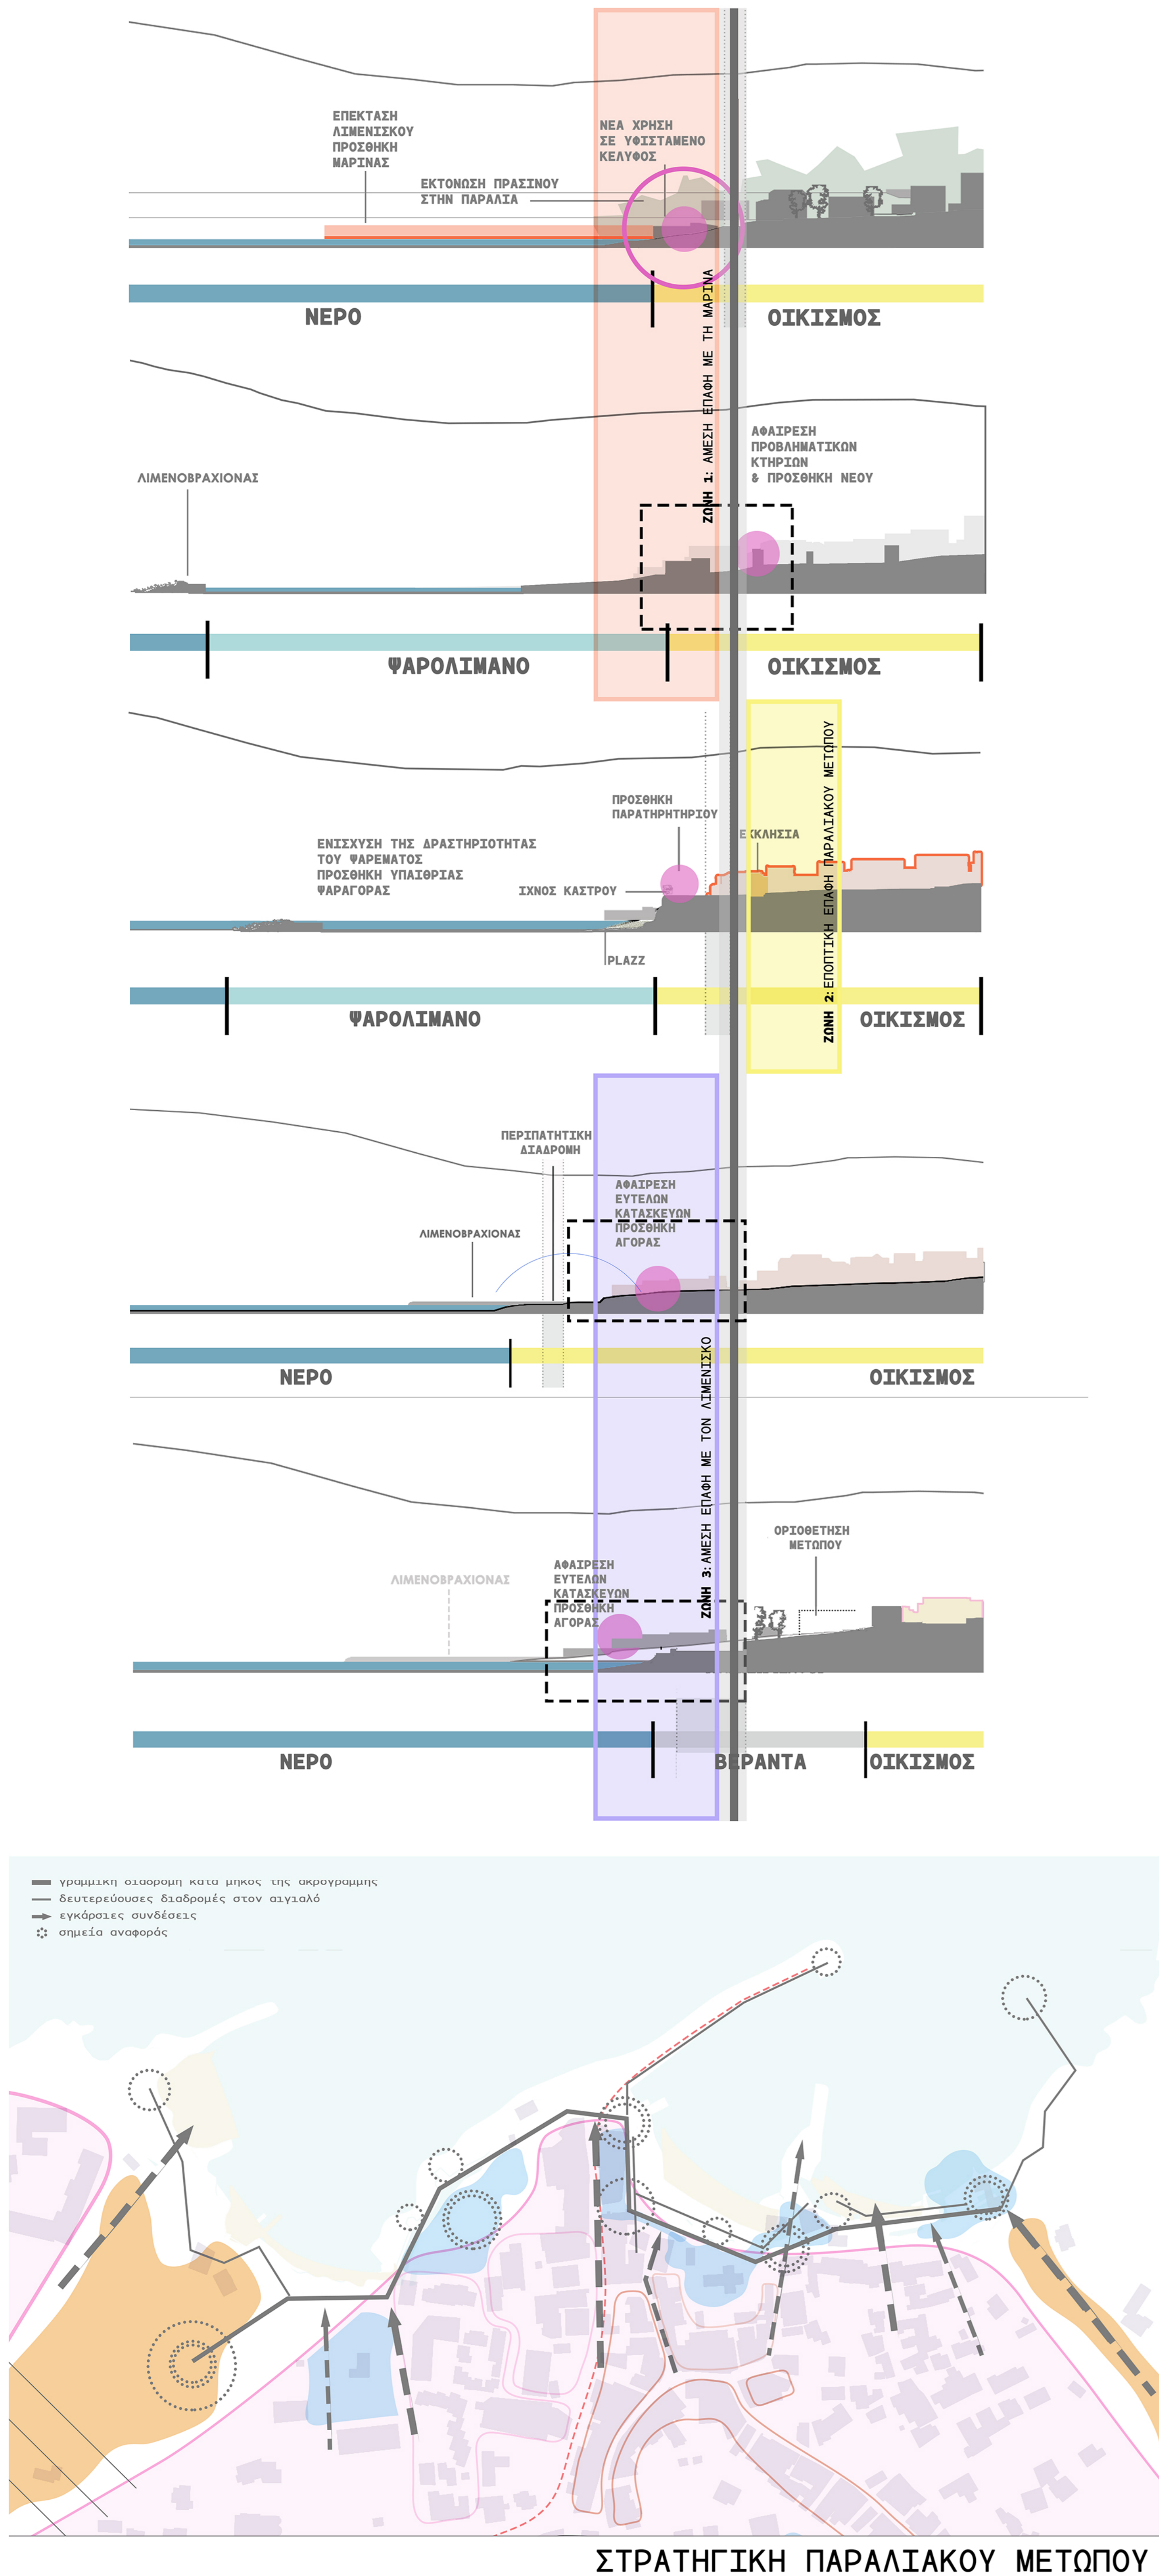 ΕΠΕΚΤΑΣΗ
ΛΙΜΕΝΙΣΚΟΥ
ΠΡΟΣΘΗΚΗ
ΜΑΡΙΝΑΣ
ΝΕΑ ΧΡΗΣΗ
ΣΕ ΥΦΙΣΤΑΜΕΝΟ
ΚΕΛΥΦΟΣ
ΕΚΤΟΝΩΣΗ ΠΡΑΣΙΝΟΥ
ΣΤΗΝ ΠΑΡΑΛΙΑ
ΝΕΡΟ
ΟΙΚΙΣΜΟΣ
ΖΩΝΗ 1: ΑΜΕΣΗ ΕΠΑΦΗ ΜΕ ΤΗ ΜΑΡΙΝΑ
ΑΦΑΙΡΕΣΗ
ΠΡΟΒΛΗΜΑΤΙΚΩΝ
ΚΤΗΡΙΩΝ
& ΠΡΟΣΘΗΚΗ ΝΕΟΥ
ΛΙΜΕΝΟΒΡΑΧΙΟΝΑΣ
ΨΑΡΟΛΙΜΑΝΟ
ΟΙΚΙΣΜΟΣ
ΠΡΟΣΘΗΚΗ
ΠΑΡΑΤΗΡΗΤΗΡΙΟΥ
ΕΚΚΛΗΣΙΑ
ΕΝΙΣΧΥΣΗ ΤΗΣ ΔΡΑΣΤΗΡΙΟΤΗΤΑΣ
ΤΟΥ ΨΑΡΕΜΑΤΟΣ
ΠΡΟΣΘΗΚΗ ΥΠΑΙΘΡΙΑΣ
ΨΑΡΑΓΟΡΑΣ
ΙΧΝΟΣ ΚΑΣΤΡΟΥ
PLAZZ
ΖΩΝΗ 2: ΕΠΟΠΤΙΚΗ ΕΠΑΦΗ ΠΑΡΑΛΙΑΚΟΥ ΜΕΤΩΠΟΥ
ΨΑΡΟΛΙΜΑΝΟ
ΟΙΚΙΣΜΟΣ
ΠΕΡΙΠΑΤΗΤΙΚΗ
ΔΙΑΔΡΟΜΗ
ΑΦΑΙΡΕΣΗ
ΕΥΤΕΛΩΝ
ΚΑΤΑΣΚΕΥΩΝ
ΠΡΟΣΘΗΚΗ
ΑΓΟΡΑΣ
ΛΙΜΕΝΟΒΡΑΧΙΟΝΑΣ
ΝΕΡΟ
ΟΙΚΙΣΜΟΣ
ΖΩΝΗ 3: ΑΜΕΣΗ ΕΠΑΦΗ ΜΕ ΤΟΝ ΛΙΜΕΝΙΣΚΟ
ΟΡΙΟΘΕΤΗΣΗ
ΜΕΤΩΠΟΥ
ΑΦΑΙΡΕΣΗ
ΕΥΤΕΛΩΝ
ΚΑΤΑΣΚΕΥΩΝ
ΠΡΟΣΘΗΚΗ
ΑΓΟΡΑΣ
ΛΙΜΕΝΟΒΡΑΧΙΟΝΑΣ
ΝΕΡΟ
ΒΕΡΑΝΤΑ
ΟΙΚΙΣΜΟΣ
γραμμική διαδρομή κατά μήκος της ακρογραμμής
δευτερεύουσες διαδρομές στον αιγιαλό
εγκάρσιες συνδέσεις
σημεία αναφοράς
ΣΤΡΑΤΗΓΙΚΗ ΠΑΡΑΛΙΑΚΟΥ ΜΕΤΩΠΟΥ